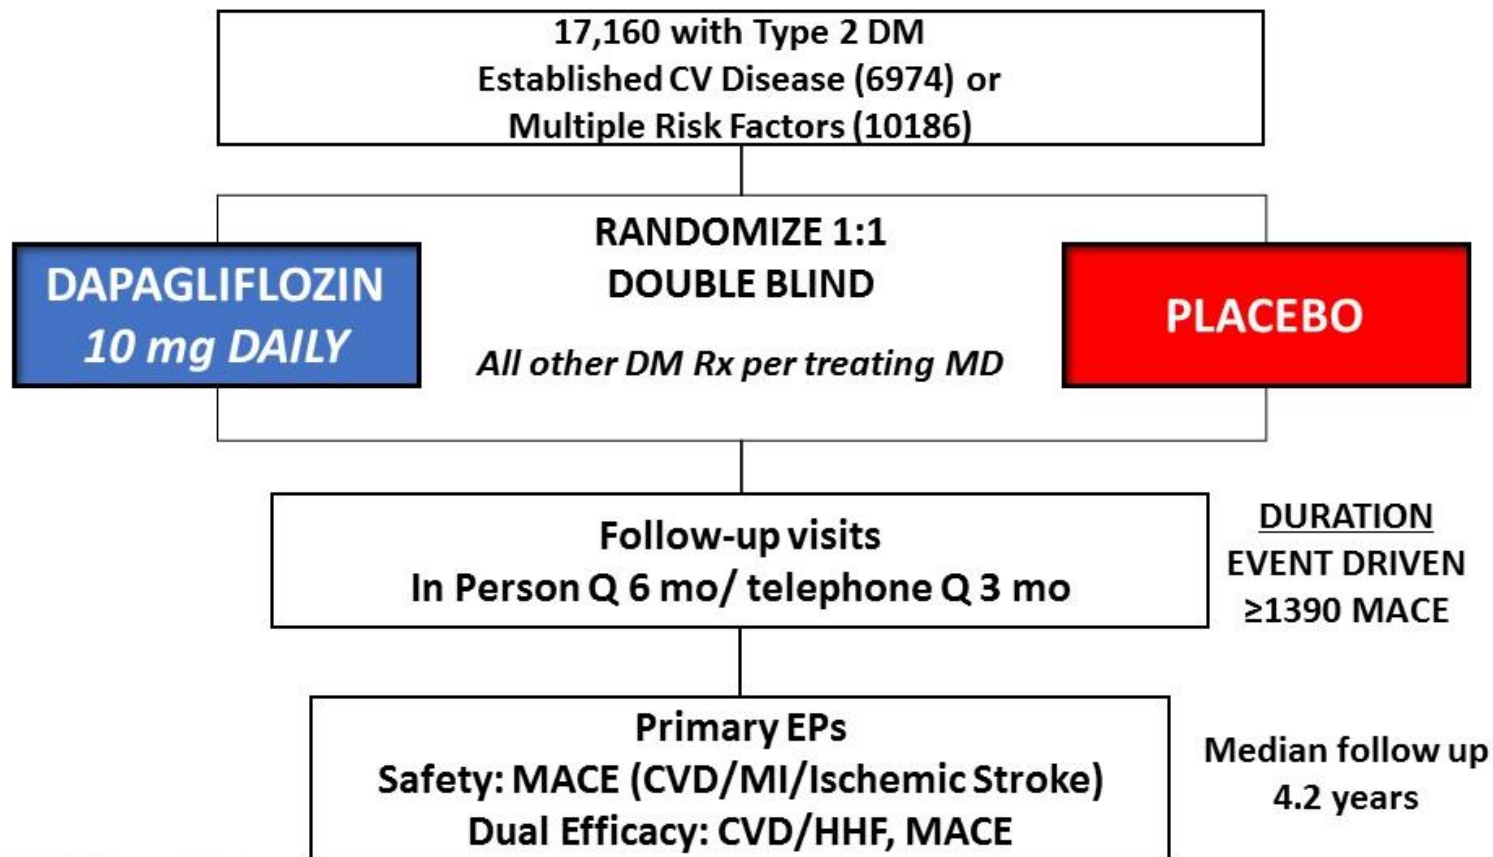 17,160 with Type 2 DM
Established CV Disease (6974) or
Multiple Risk Factors (10186)
RANDOMIZE 1:1
DOUBLE BLIND
All other DM Rx per treating MD
DAPAGLIFLOZIN
10 mg DAILY
PLACEBO
Follow-up visits
In Person Q 6 mo/ telephone Q 3 mo
DURATION
EVENT DRIVEN
≥1390 MACE
Primary EPs
Safety: MACE (CVD/MI/Ischemic Stroke)
Dual Efficacy: CVD/HHF, MACE
Median follow up
4.2 years